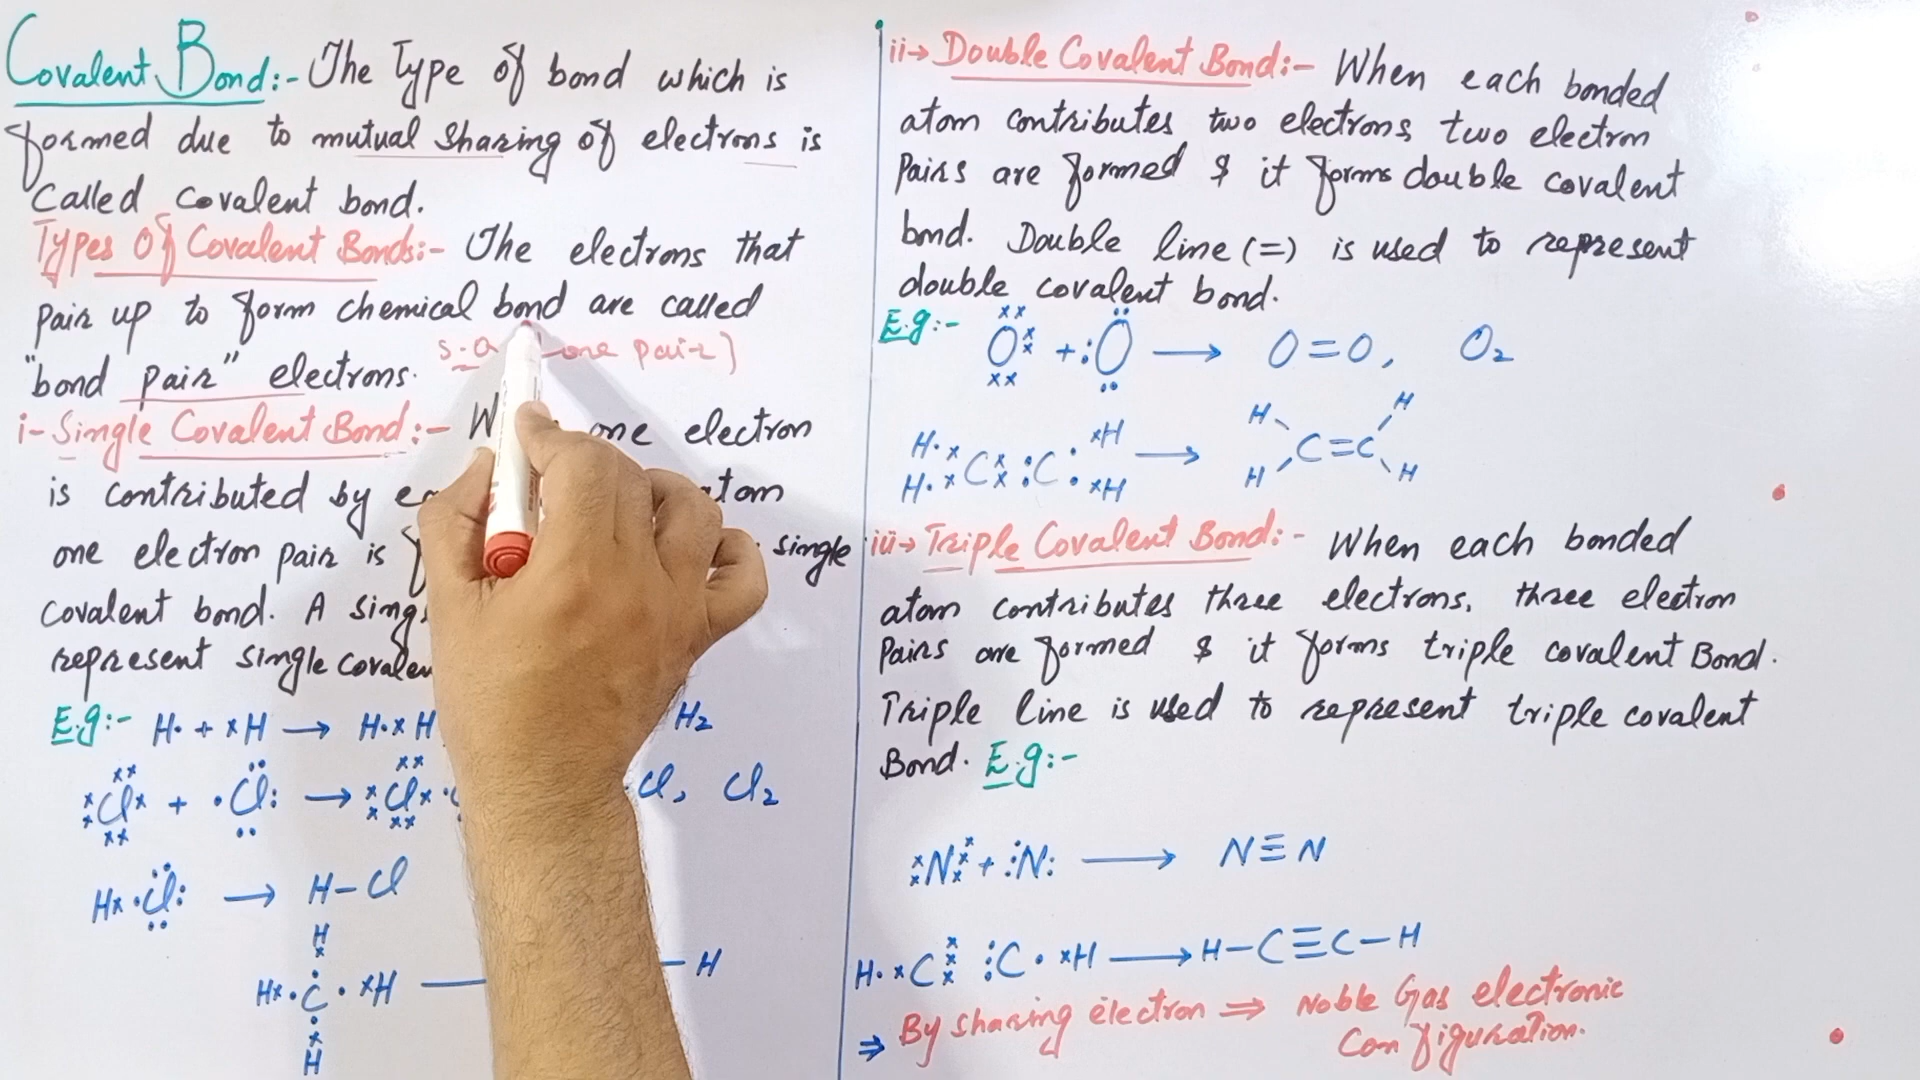 Covalent Bond:- The Type of bond which is
formed due to mutual sharing of electrons is
called covalent bond.
Types Of Covalent Bonds:- The electrons that
pair up to form chemical bond are called
one pair)
"bond pair" electrons.
i- Single Covalent Bond:- one electron
is contributed by atom
one electron pair is single
covalent bond. A
represent single
E.g:- H· + ×H → H·×H H2
Cl + Cl → Cl Cl, Cl2
H× ·Cl: → H-Cl
H
H× ·C· ×H — - H
H
ii→ Double Covalent Bond:- When each bonded
atom contributes two electrons two electron
pairs are formed & it forms double covalent
bond. Double line (=) is used to represent
double covalent bond.
E.g:- O + :O → O=O, O2
H· × ×H H H
C :C → C=C
H· × ×H H H
iii→ Triple Covalent Bond:- When each bonded
atom contributes three electrons, three electron
pairs are formed & it forms triple covalent Bond.
Triple line is used to represent triple covalent
Bond. E.g:-
N + N: → N≡N
H· ×C :C· ×H → H-C≡C-H
⇒ By sharing electron ⇒ Noble Gas electronic
Configuration.